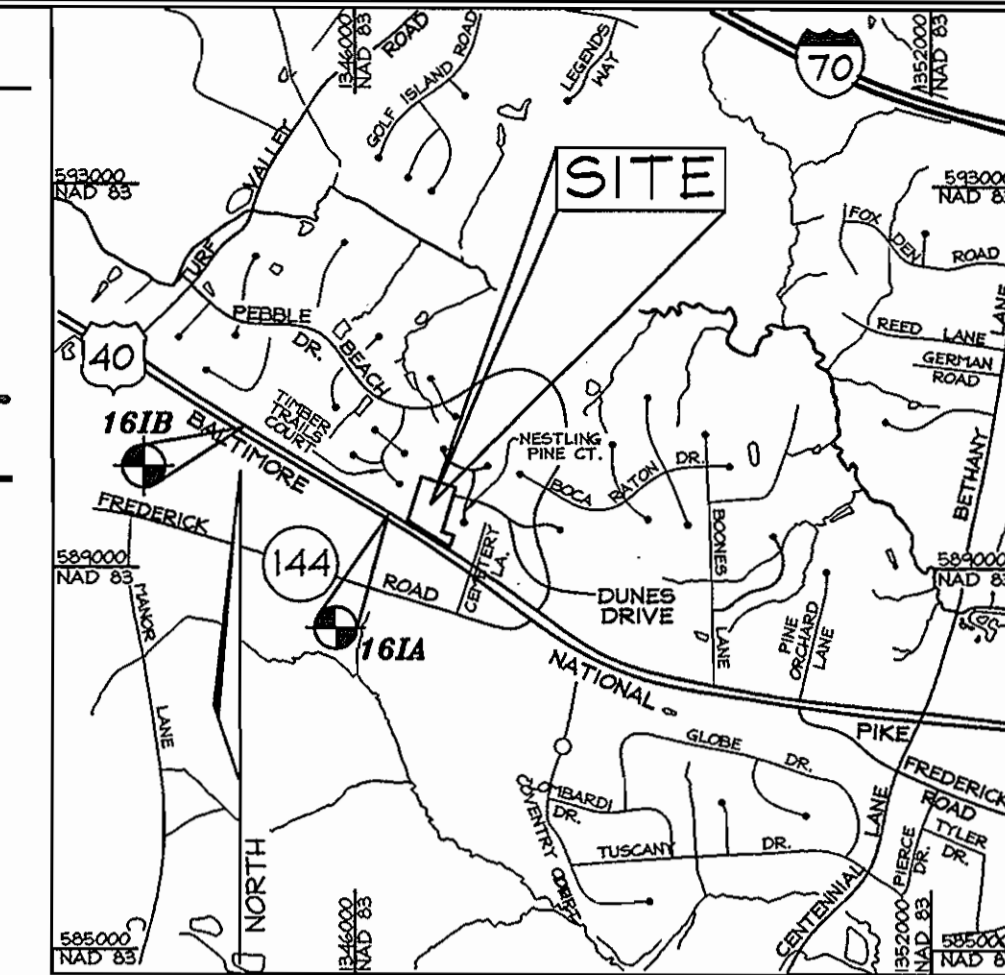 1346000
NAD 83
ROAD
GOLF ISLAND ROAD
LEGENDS
WAY
70
1352000
NAD 83
593000
NAD 83
VALLEY
TURF
SITE
593000
NAD 83
FOX DEN ROAD
LANE
REED LANE
GERMAN
ROAD
PEBBLE
DR.
BEACH
40
TIMBER
TRAILS
COURT
16IB
BALTIMORE
NESTLING
PINE CT.
BOCA RATON DR.
BOONES
LANE
BETHANY
FREDERICK
144
ROAD
CEMETERY
LA.
589000
NAD 83
589000
NAD 83
DUNES
DRIVE
PINE
ORCHARD
LANE
MANOR
LANE
16IA
NATIONAL
PIKE
GLOBE DR.
FREDERICK
ROAD
LOMBARDI
DR.
COVENTRY
TUSCANY DR.
LANE
CENTENNIAL
PIERCE
DR.
TYLER
DR.
NORTH
585000
NAD 83
1346000
NAD 83
1352000
NAD 83
585000
NAD 83